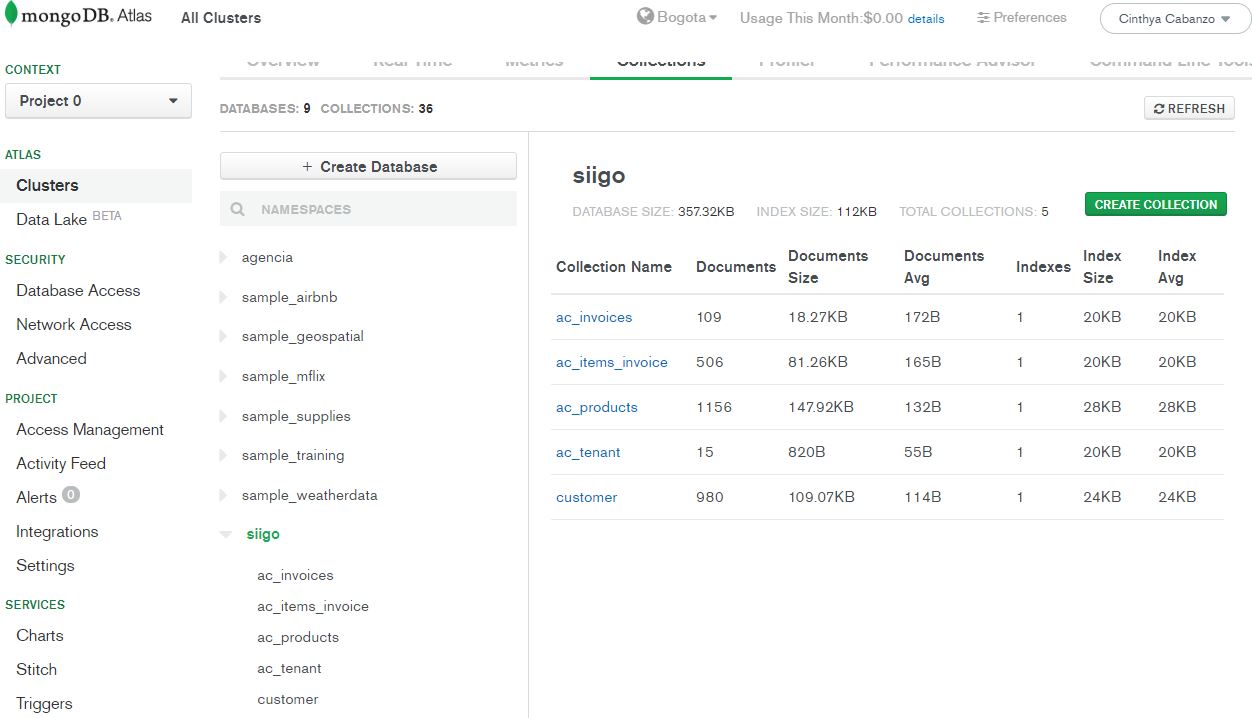 mongoDB. Atlas
All Clusters
Bogota
Usage This Month:$0.00 details
Preferences
Cinthya Cabanzo
CONTEXT
Project 0
ATLAS
Clusters
Data Lake BETA
SECURITY
Database Access
Network Access
Advanced
PROJECT
Access Management
Activity Feed
Alerts 0
Integrations
Settings
SERVICES
Charts
Stitch
Triggers
Overview Real Time Metrics Collections Profiler Performance Advisor Command Line Tools
DATABASES: 9 COLLECTIONS: 36
REFRESH
+ Create Database
NAMESPACES
agencia
sample_airbnb
sample_geospatial
sample_mflix
sample_supplies
sample_training
sample_weatherdata
siigo
ac_invoices
ac_items_invoice
ac_products
ac_tenant
customer
siigo
DATABASE SIZE: 357.32KB INDEX SIZE: 112KB TOTAL COLLECTIONS: 5
CREATE COLLECTION
Collection Name Documents Documents Size Documents Avg Indexes Index Size Index Avg
ac_invoices 109 18.27KB 172B 1 20KB 20KB
ac_items_invoice 506 81.26KB 165B 1 20KB 20KB
ac_products 1156 147.92KB 132B 1 28KB 28KB
ac_tenant 15 820B 55B 1 20KB 20KB
customer 980 109.07KB 114B 1 24KB 24KB